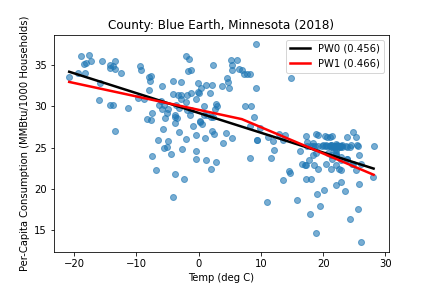 County: Blue Earth, Minnesota (2018)
Per-Capita Consumption (MMBtu/1000 Households)
35
30
25
20
15
PW0 (0.456)
PW1 (0.466)
−20 −10 0 10 20 30
Temp (deg C)